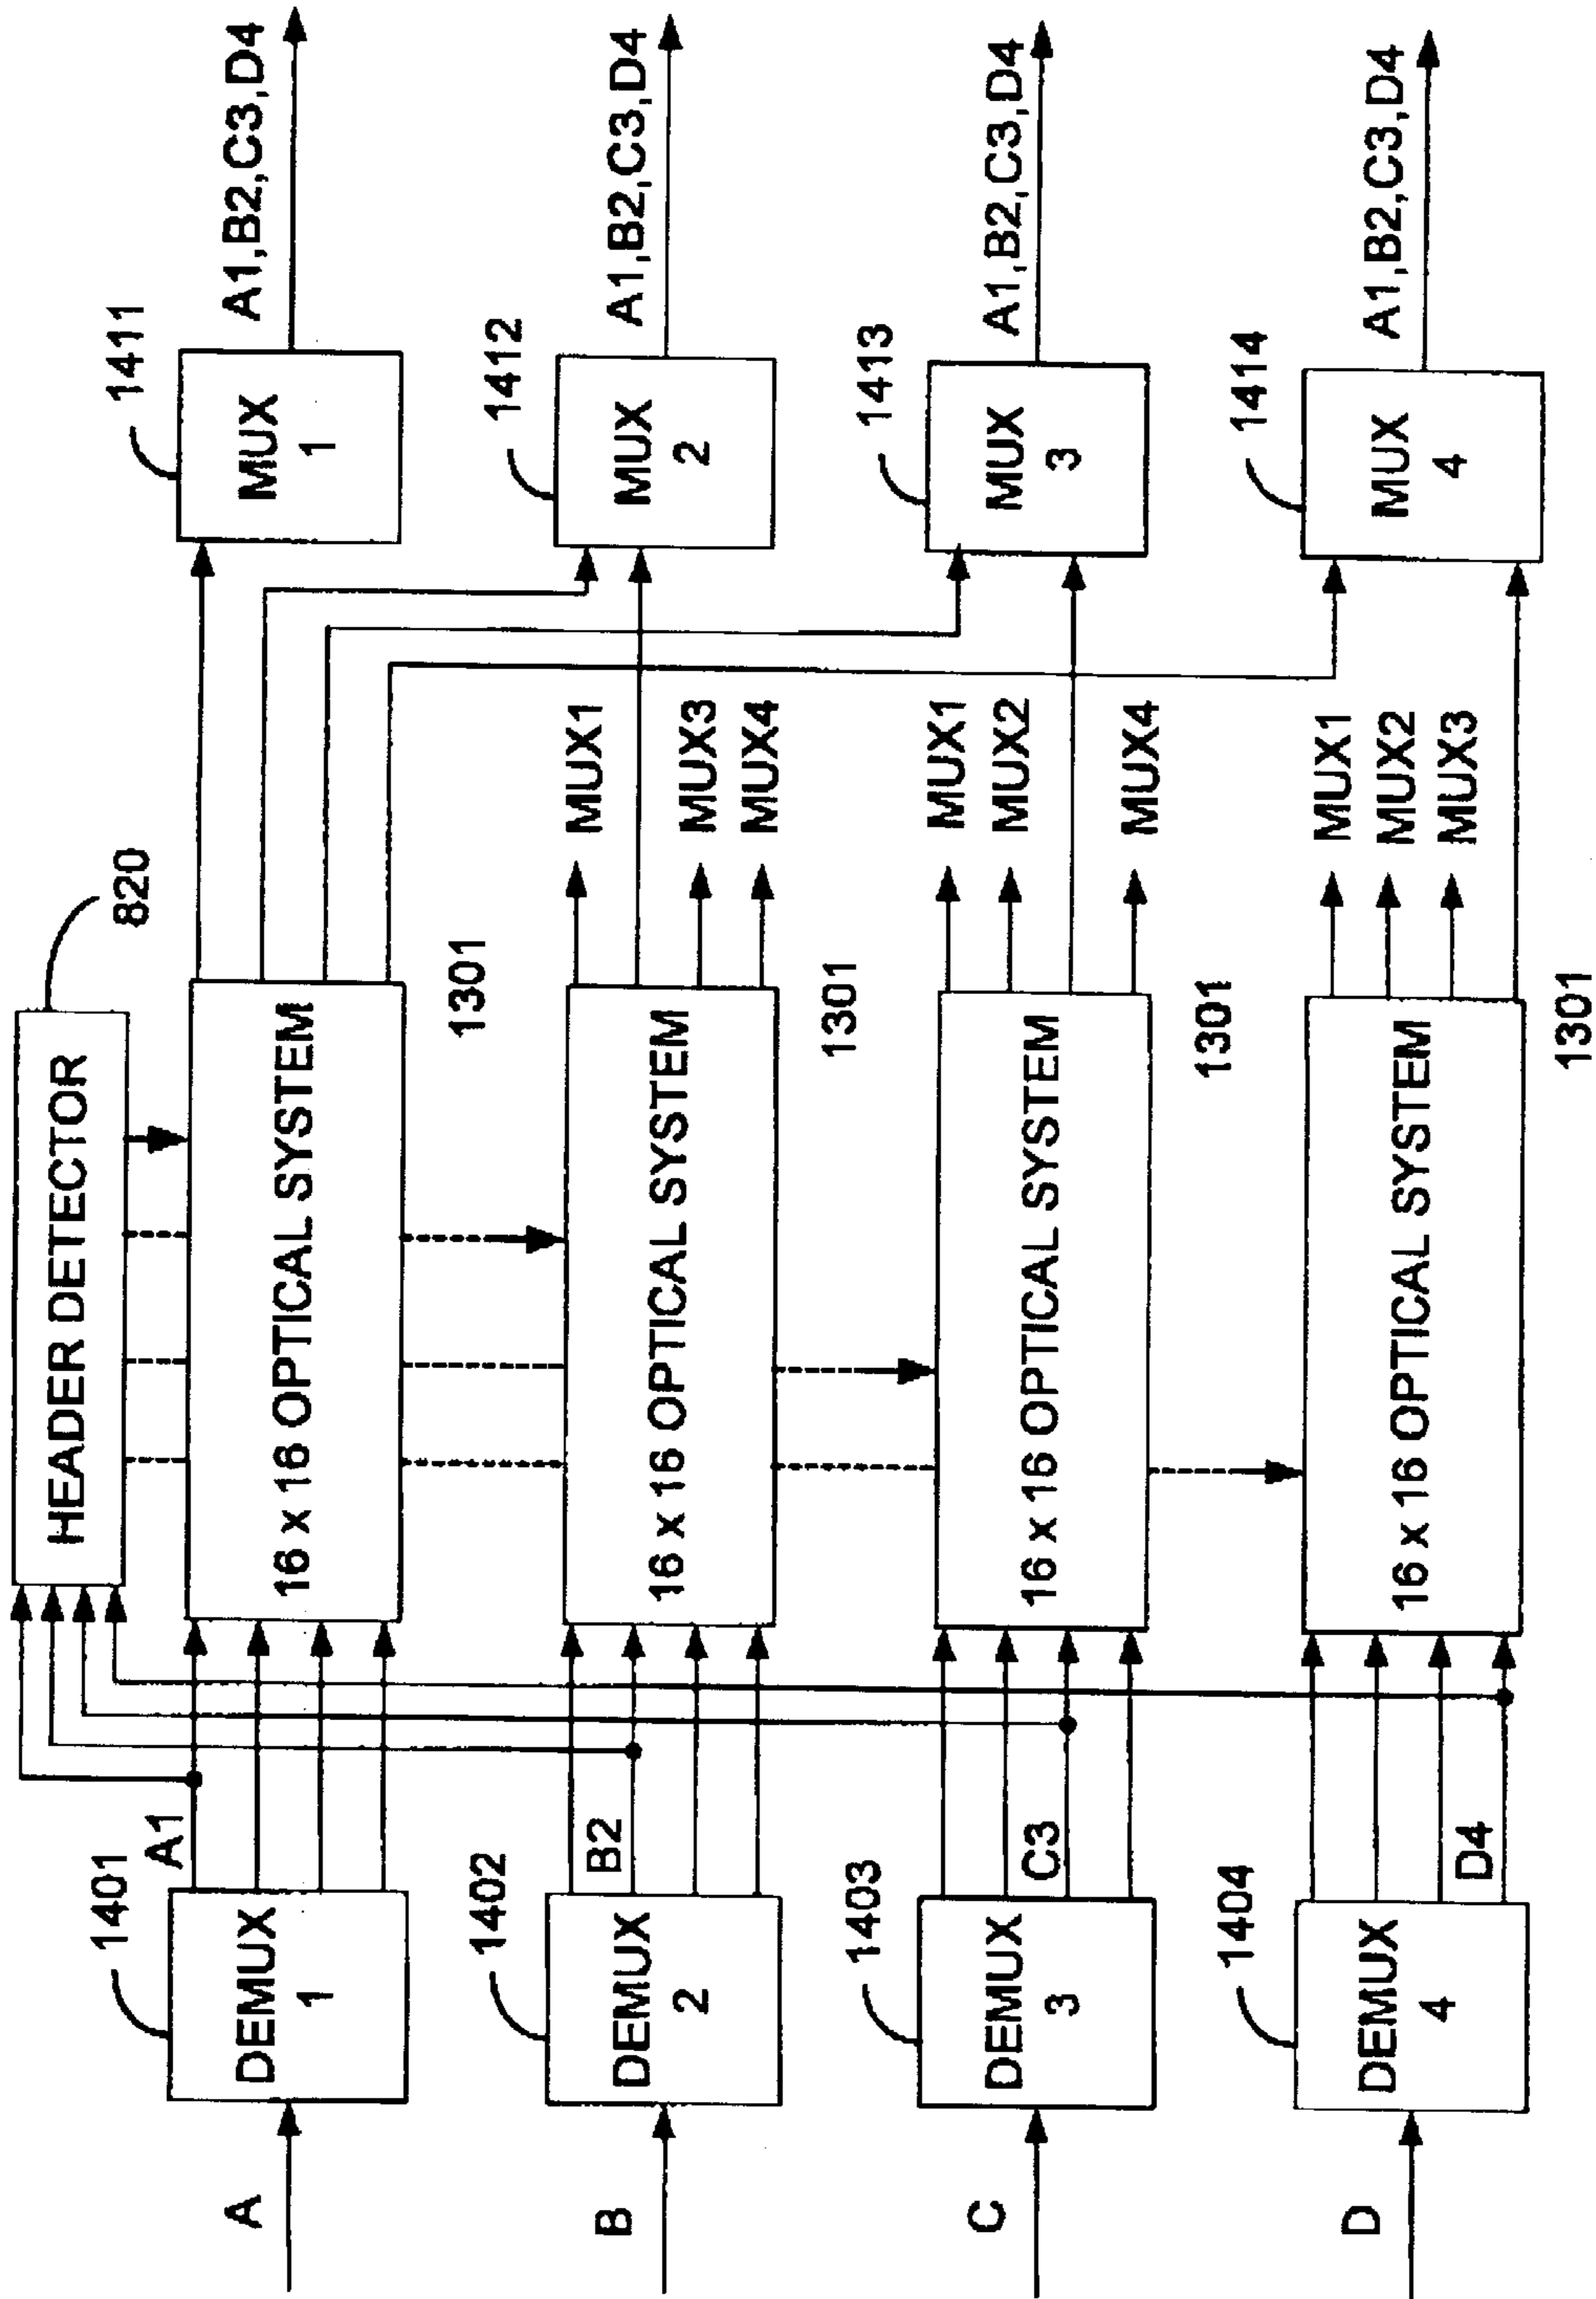 HEADER DETECTOR
820
A
1401
DEMUX
1
A1
16 x 16 OPTICAL SYSTEM
1301
1411
MUX
1
A1,B2,C3,D4
B
1402
DEMUX
2
B2
16 x 16 OPTICAL SYSTEM
1301
MUX1
MUX3
MUX4
1412
MUX
2
A1,B2,C3,D4
C
1403
DEMUX
3
C3
16 x 16 OPTICAL SYSTEM
1301
MUX1
MUX2
MUX4
1413
MUX
3
A1,B2,C3,D4
D
1404
DEMUX
4
D4
16 x 16 OPTICAL SYSTEM
1301
MUX1
MUX2
MUX3
1414
MUX
4
A1,B2,C3,D4